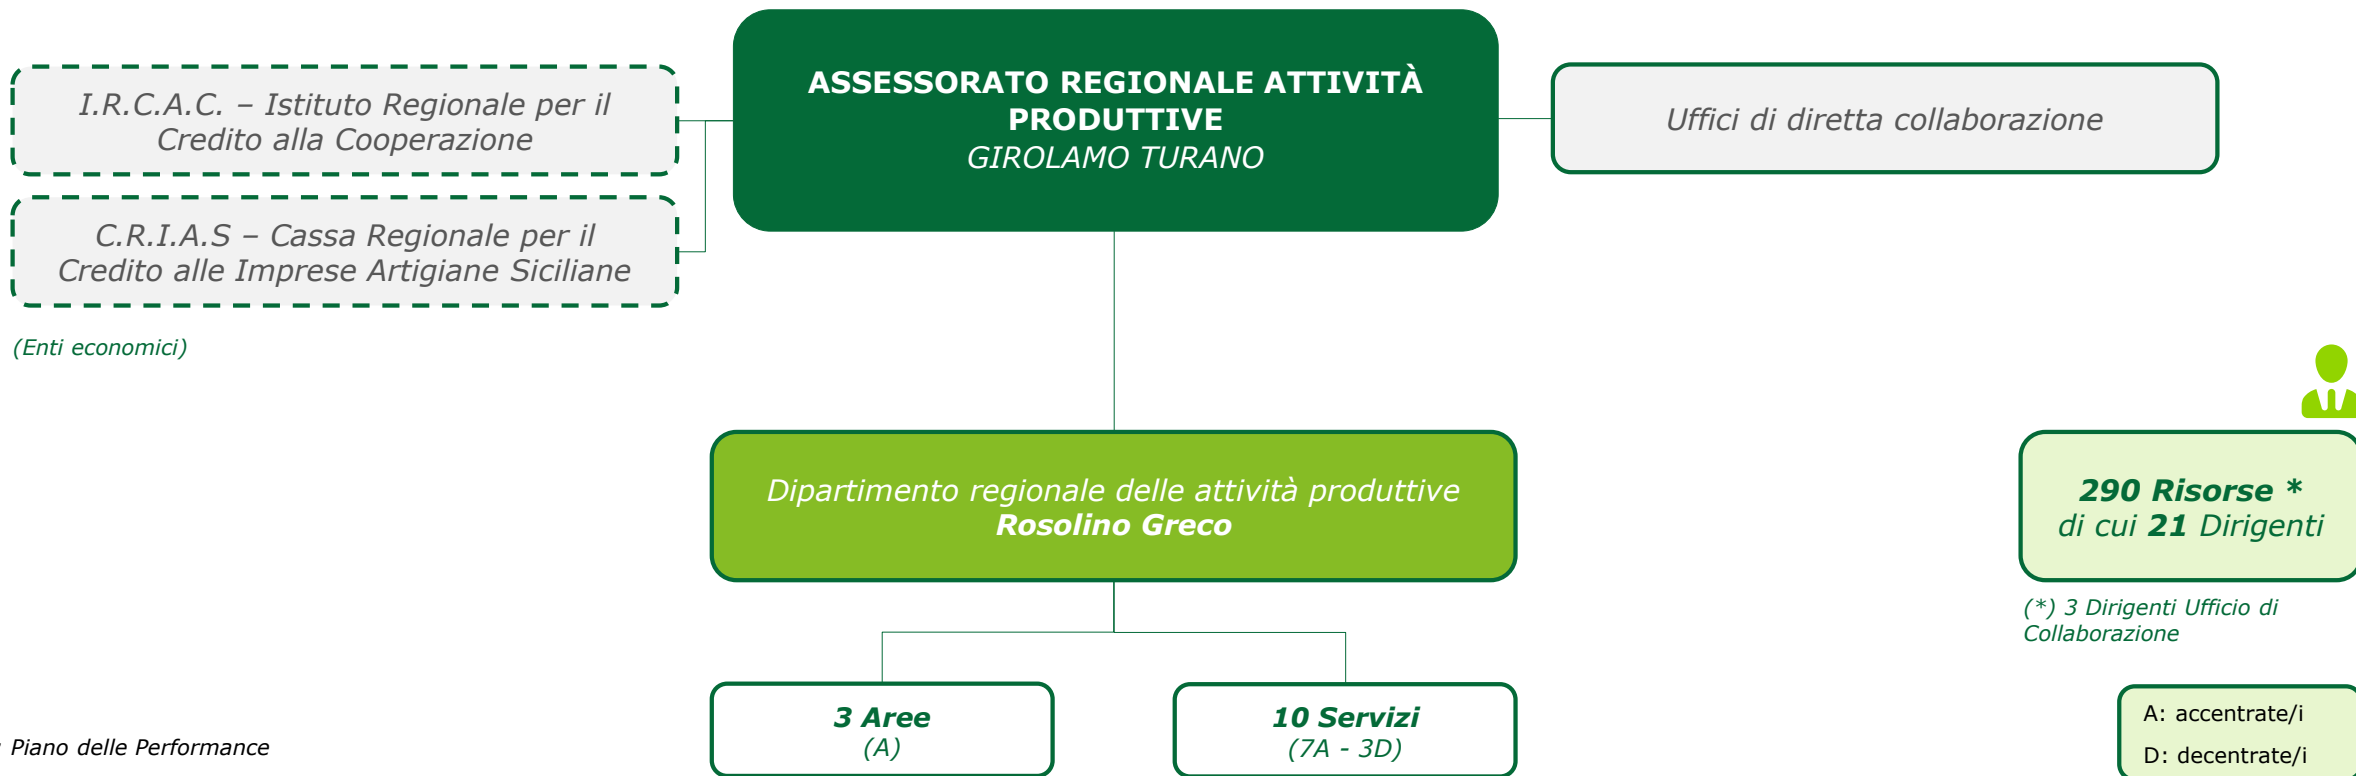 ASSESSORATO REGIONALE ATTIVITÀ
PRODUTTIVE
GIROLAMO TURANO
I.R.C.A.C. – Istituto Regionale per il
Credito alla Cooperazione
C.R.I.A.S – Cassa Regionale per il
Credito alle Imprese Artigiane Siciliane
(Enti economici)
Uffici di diretta collaborazione
Dipartimento regionale delle attività produttive
Rosolino Greco
290 Risorse *
di cui 21 Dirigenti
(*) 3 Dirigenti Ufficio di
Collaborazione
3 Aree
(A)
10 Servizi
(7A - 3D)
A: accentrate/i
D: decentrate/i
: Piano delle Performance